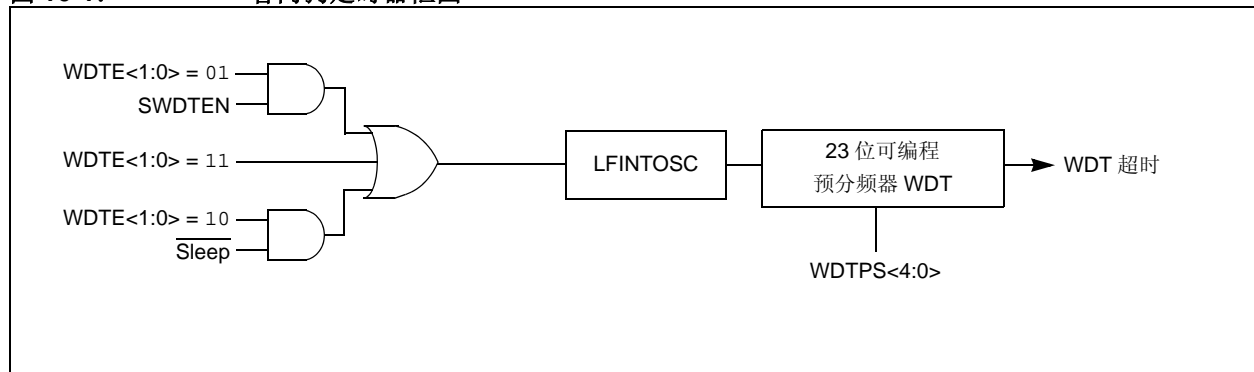 WDTE<1:0> = 01
SWDTEN
WDTE<1:0> = 11
WDTE<1:0> = 10
Sleep
LFINTOSC
23 位可编程
预分频器 WDT
WDT 超时
WDTPS<4:0>